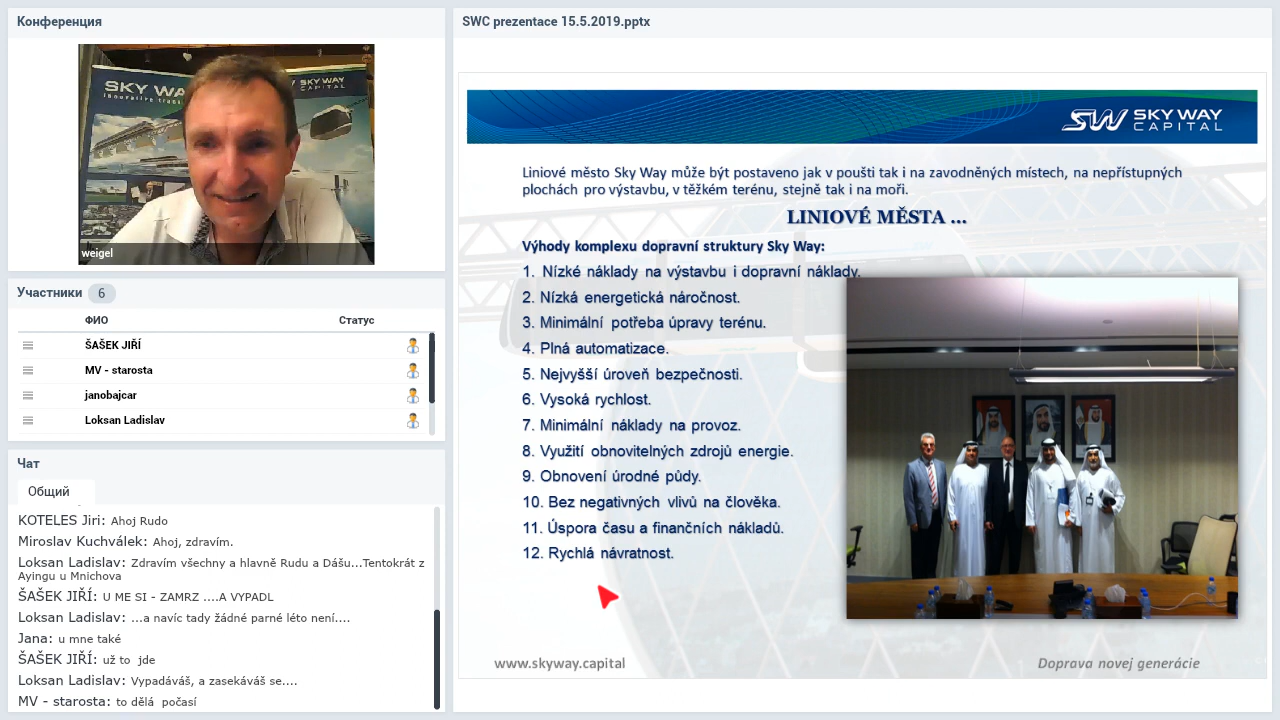 Конференция
SKY WA
innovative trans
SKY WAY
CAPITAL
weigel
Участники 6
ФИО Статус
ŠAŠEK JIŘÍ
MV - starosta
janobajcar
Loksan Ladislav
Чат
Общий
KOTELES Jiri: Ahoj Rudo
Miroslav Kuchválek: Ahoj, zdravím.
Loksan Ladislav: Zdravím všechny a hlavně Rudu a Dášu...Tentokrát z
Ayingu u Mnichova
ŠAŠEK JIŘÍ: U ME SI - ZAMRZ ....A VYPADL
Loksan Ladislav: ...a navíc tady žádné parné léto není....
Jana: u mne také
ŠAŠEK JIŘÍ: už to jde
Loksan Ladislav: Vypadáváš, a zasekáváš se....
MV - starosta: to dělá počasí
SWC prezentace 15.5.2019.pptx
SW SKY WAY
CAPITAL
Liniové město Sky Way může být postaveno jak v poušti tak i na zavodněných místech, na nepřístupných
plochách pro výstavbu, v těžkém terénu, stejně tak i na moři.
LINIOVÉ MĚSTA ...
Výhody komplexu dopravní struktury Sky Way:
1. Nízké náklady na výstavbu i dopravní náklady.
2. Nízká energetická náročnost.
3. Minimální potřeba úpravy terénu.
4. Plná automatizace.
5. Nejvyšší úroveň bezpečnosti.
6. Vysoká rychlost.
7. Minimální náklady na provoz.
8. Využití obnovitelných zdrojů energie.
9. Obnovení úrodné půdy.
10. Bez negativných vlivů na člověka.
11. Úspora času a finančních nákladů.
12. Rychlá návratnost.
www.skyway.capital
Doprava novej generácie